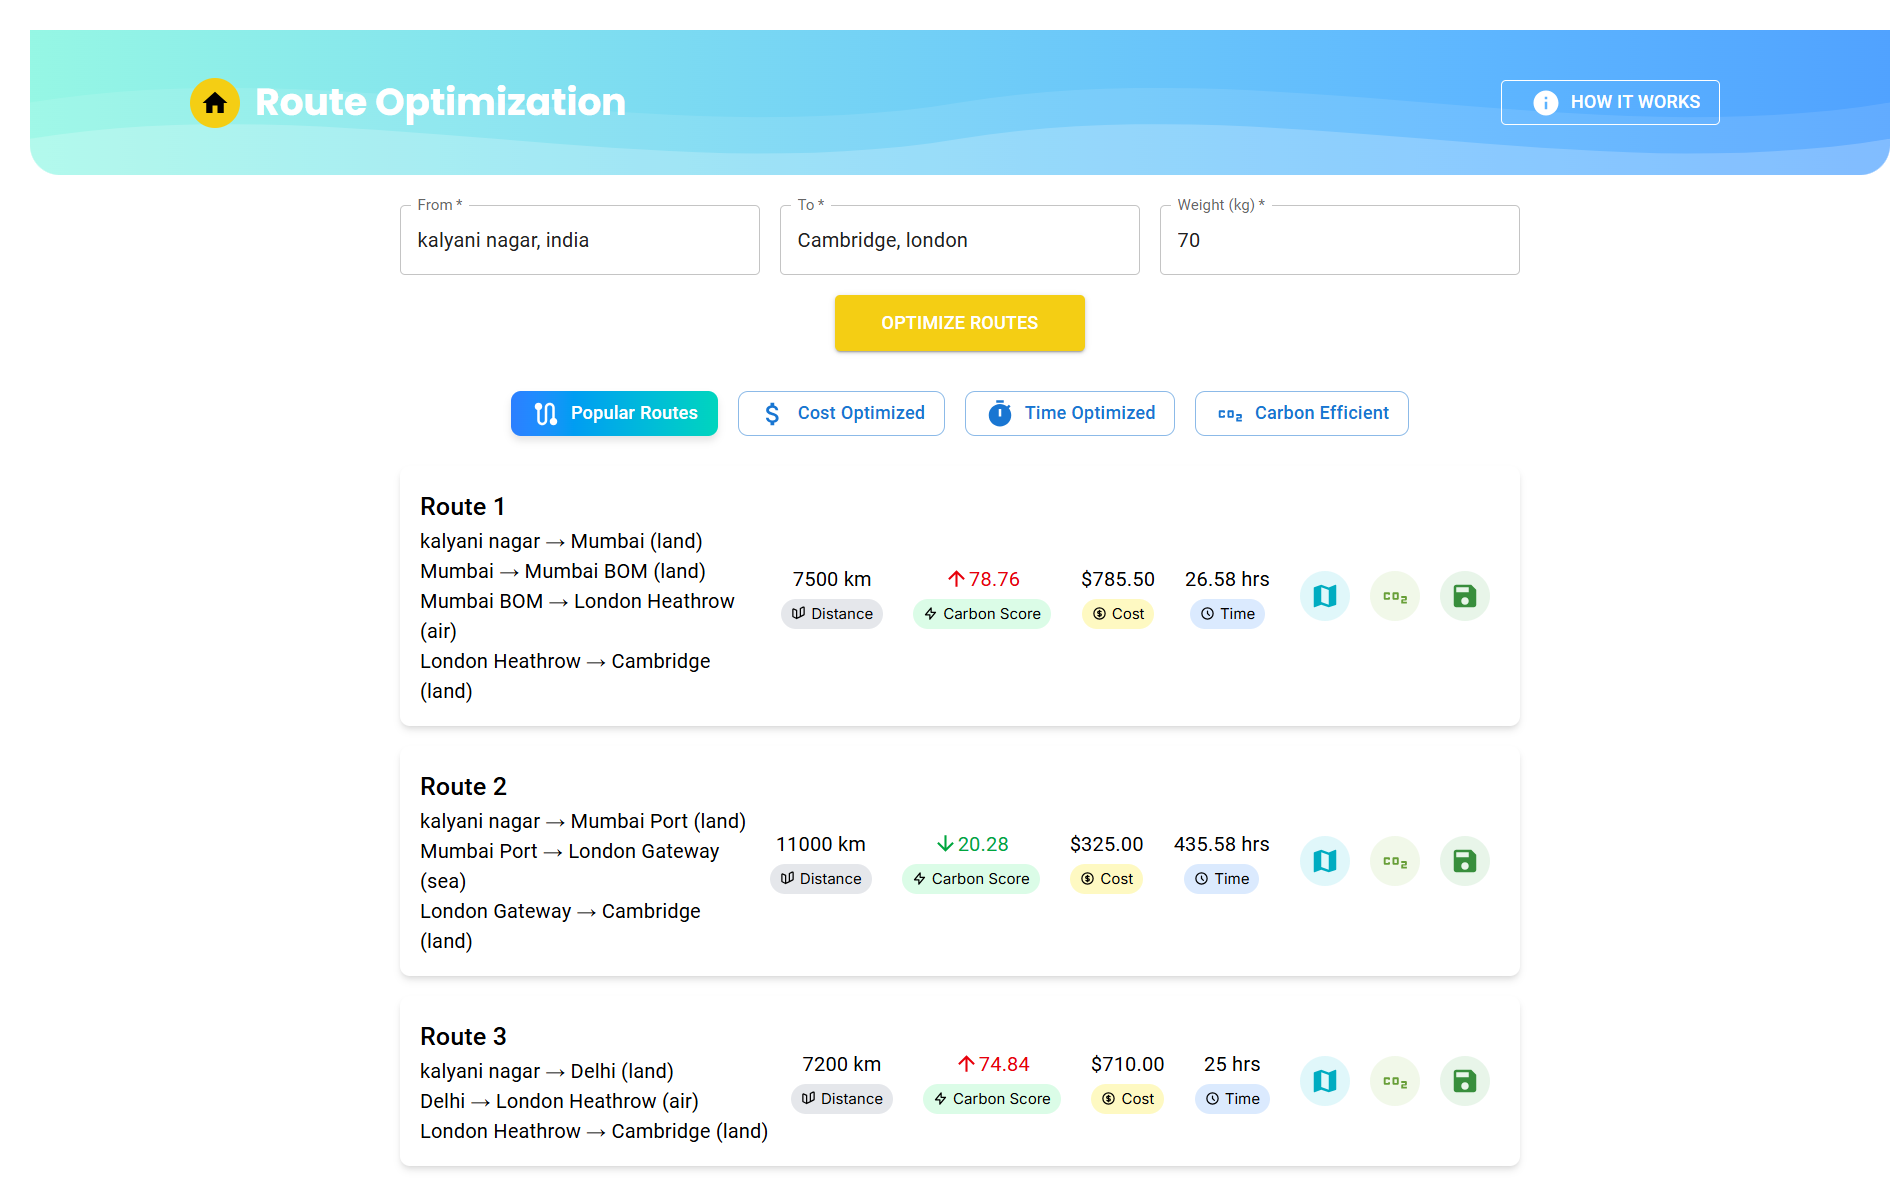 Route Optimization
HOW IT WORKS
From *
kalyani nagar, india
To *
Cambridge, london
Weight (kg) *
70
OPTIMIZE ROUTES
Popular Routes
Cost Optimized
Time Optimized
CO2 Carbon Efficient
Route 1
kalyani nagar → Mumbai (land)
Mumbai → Mumbai BOM (land)
Mumbai BOM → London Heathrow
(air)
London Heathrow → Cambridge
(land)
7500 km
Distance
↑78.76
Carbon Score
$785.50
Cost
26.58 hrs
Time
CO2
Route 2
kalyani nagar → Mumbai Port (land)
Mumbai Port → London Gateway
(sea)
London Gateway → Cambridge
(land)
11000 km
Distance
↓20.28
Carbon Score
$325.00
Cost
435.58 hrs
Time
CO2
Route 3
kalyani nagar → Delhi (land)
Delhi → London Heathrow (air)
London Heathrow → Cambridge (land)
7200 km
Distance
↑74.84
Carbon Score
$710.00
Cost
25 hrs
Time
CO2